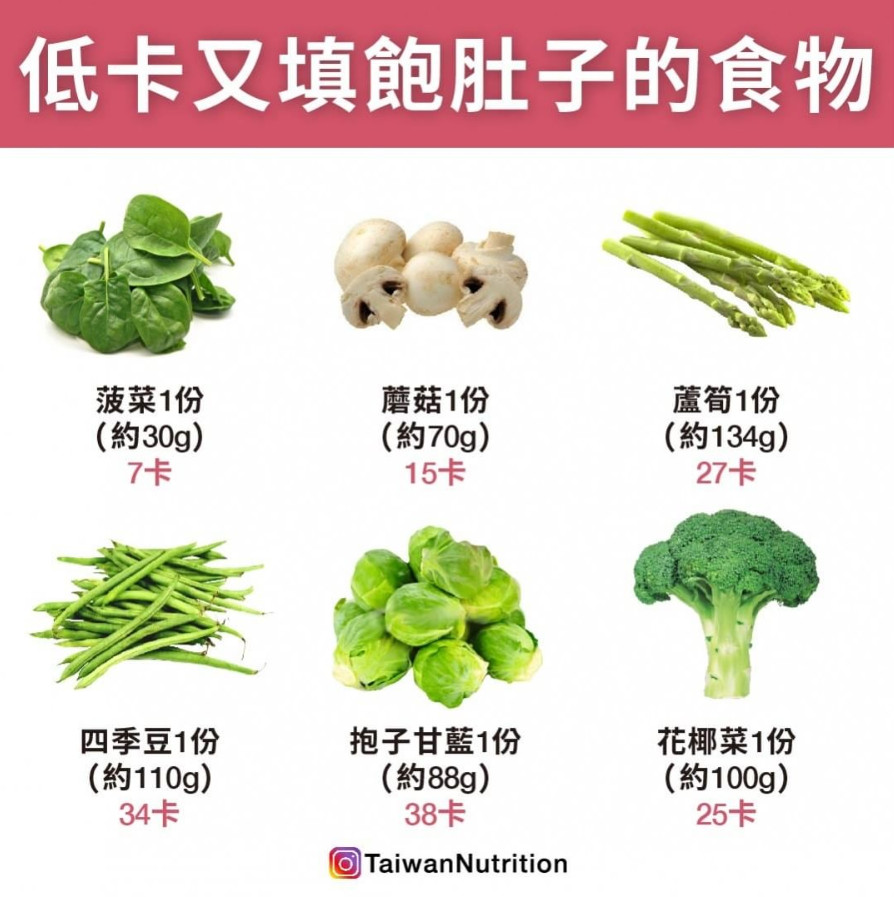 低卡又填飽肚子的食物
菠菜1份
(約30g)
7卡
蘑菇1份
(約70g)
15卡
蘆筍1份
(約134g)
27卡
四季豆1份
(約110g)
34卡
抱子甘藍1份
(約88g)
38卡
花椰菜1份
(約100g)
25卡
TaiwanNutrition